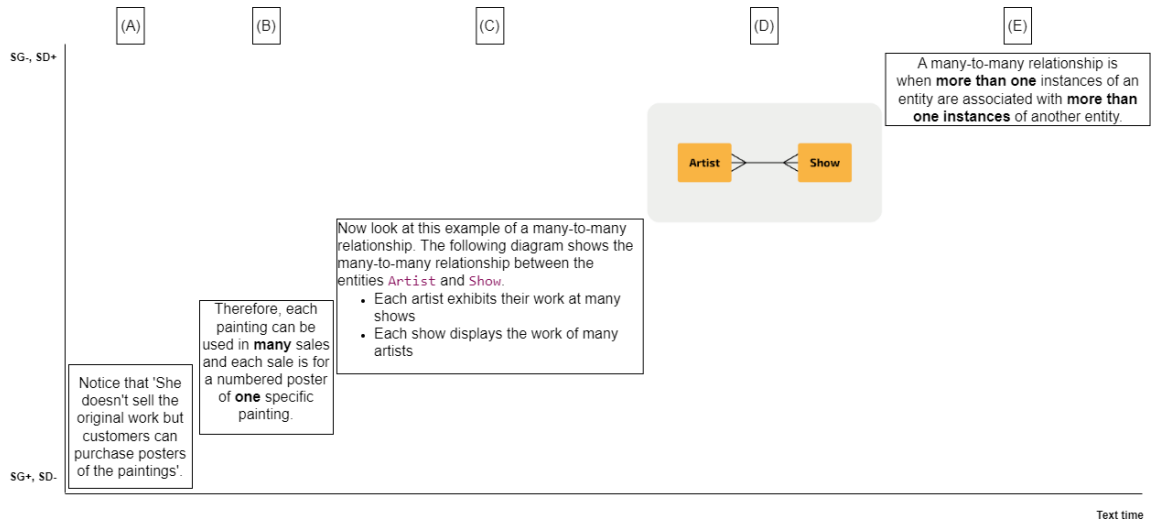 (A)
(B)
(C)
(D)
(E)
SG-, SD+
A many-to-many relationship is
when more than one instances of an
entity are associated with more than
one instances of another entity.
Artist
Show
Now look at this example of a many-to-many
relationship. The following diagram shows the
many-to-many relationship between the
entities Artist and Show.
• Each artist exhibits their work at many
shows
• Each show displays the work of many
artists
Therefore, each
painting can be
used in many sales
and each sale is for
a numbered poster
of one specific
painting.
Notice that 'She
doesn't sell the
original work but
customers can
purchase posters
of the paintings'.
SG+, SD-
Text time